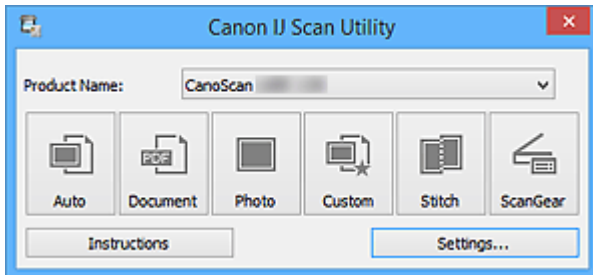 Canon IJ Scan Utility
Product Name: CanoScan
PDF
Auto Document Photo Custom Stitch ScanGear
Instructions Settings...